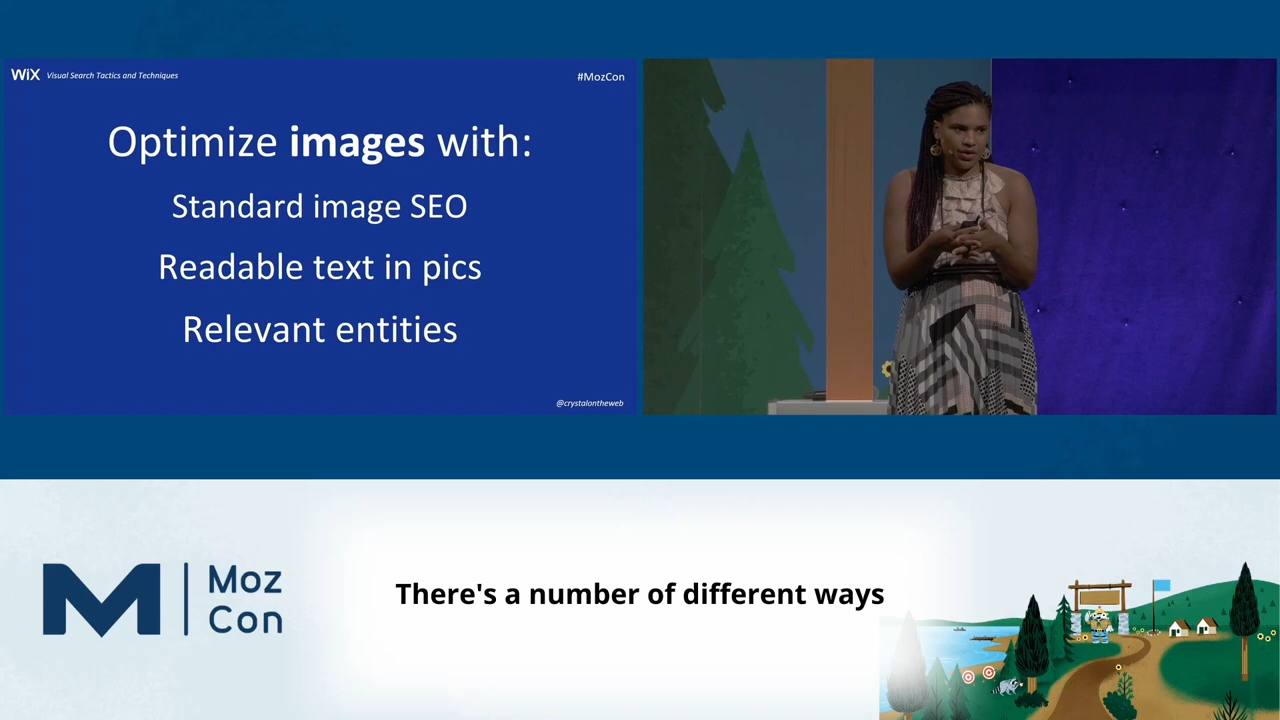 WiX Visual Search Tactics and Techniques
#MozCon
Optimize images with:
Standard image SEO
Readable text in pics
Relevant entities
@crystalontheweb
M
Moz
Con
There's a number of different ways